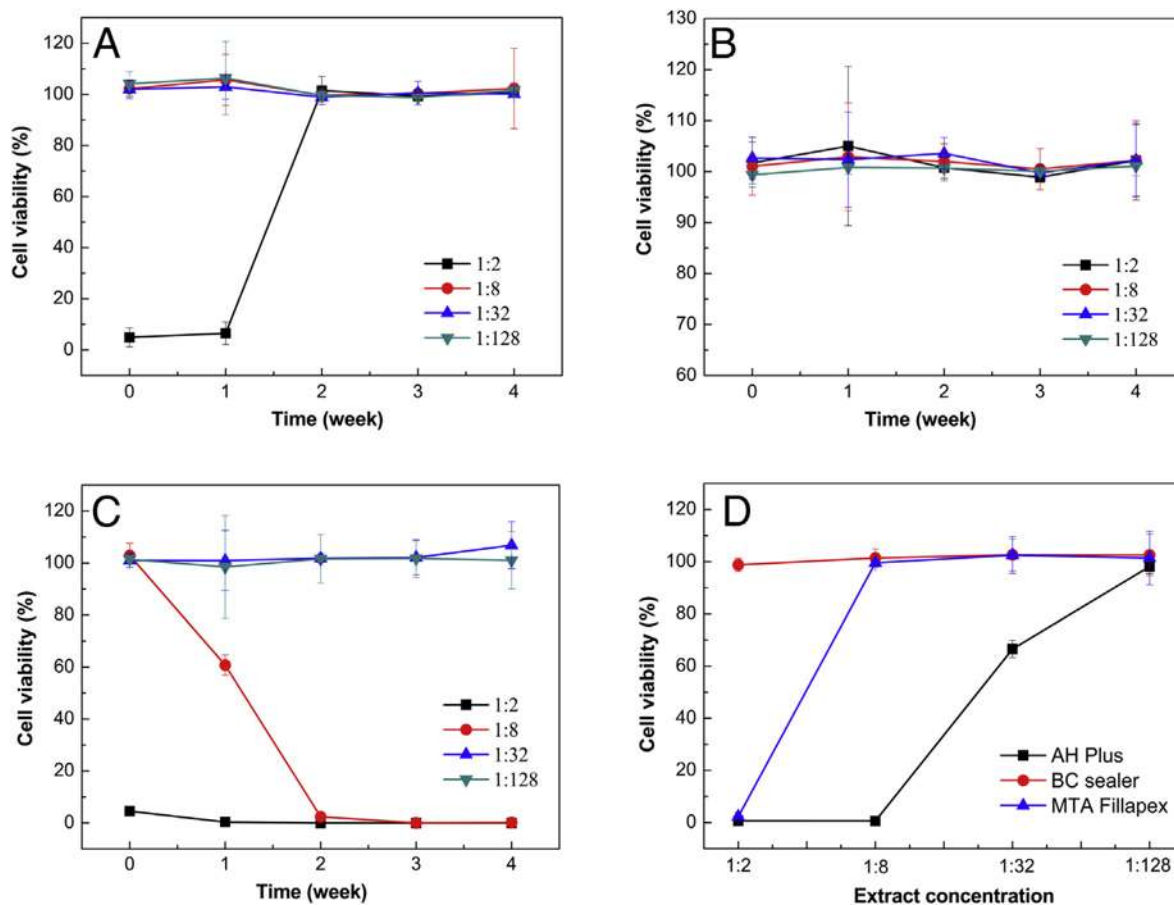 A
120
100
80
60
40
20
0
Cell viability (%)
1:2
1:8
1:32
1:128
0 1 2 3 4
Time (week)
B
130
120
110
100
90
80
70
60
Cell viability (%)
1:2
1:8
1:32
1:128
0 1 2 3 4
Time (week)
C
120
100
80
60
40
20
0
Cell viability (%)
1:2
1:8
1:32
1:128
0 1 2 3 4
Time (week)
D
120
100
80
60
40
20
0
Cell viability (%)
AH Plus
BC sealer
MTA Fillapex
1:2 1:8 1:32 1:128
Extract concentration